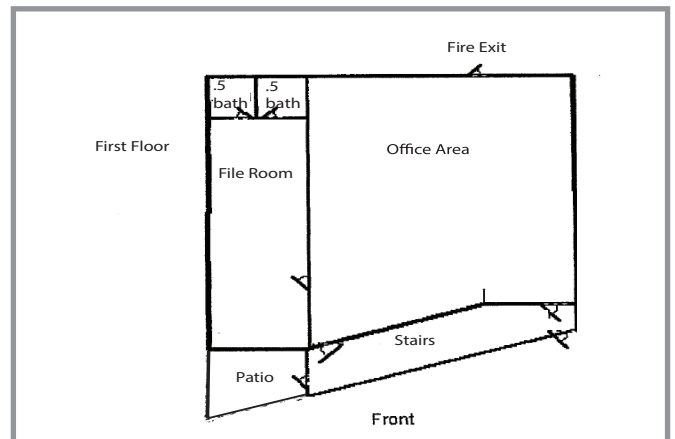 Fire Exit
.5
bath
.5
bath
First Floor
File Room
Office Area
Stairs
Patio
Front